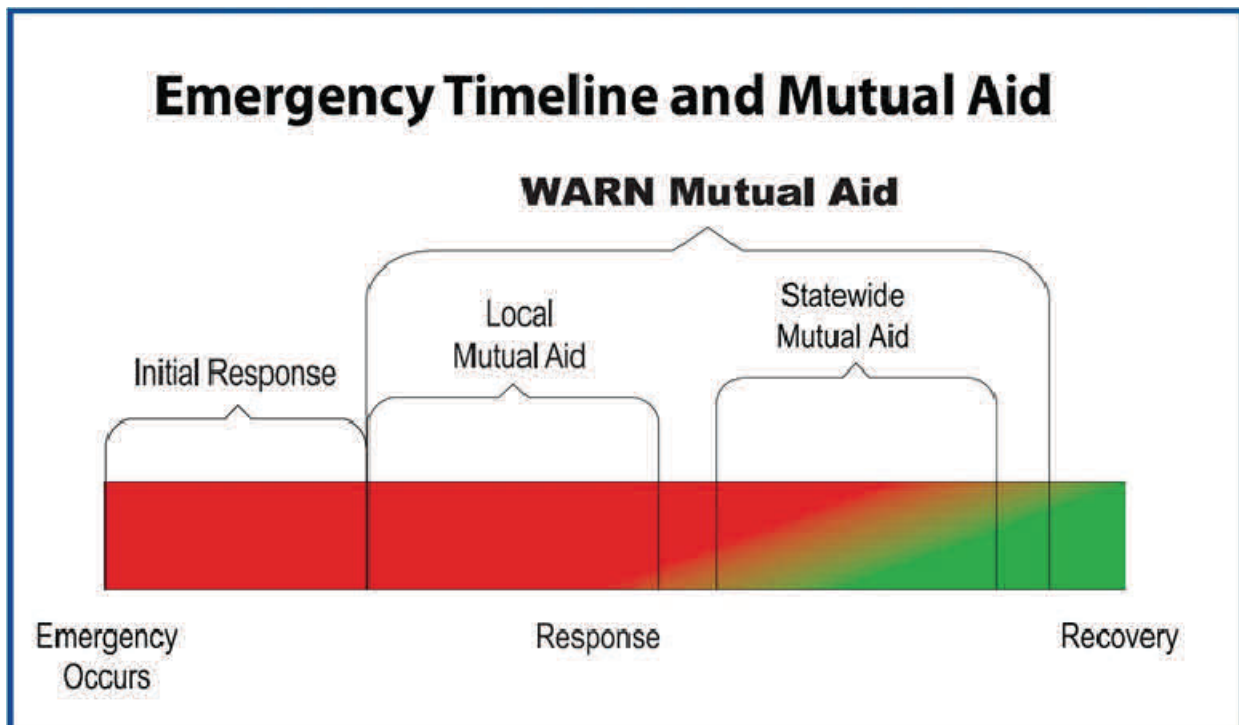 Emergency Timeline and Mutual Aid
WARN Mutual Aid
Initial Response
Local
Mutual Aid
Statewide
Mutual Aid
Emergency
Occurs
Response
Recovery